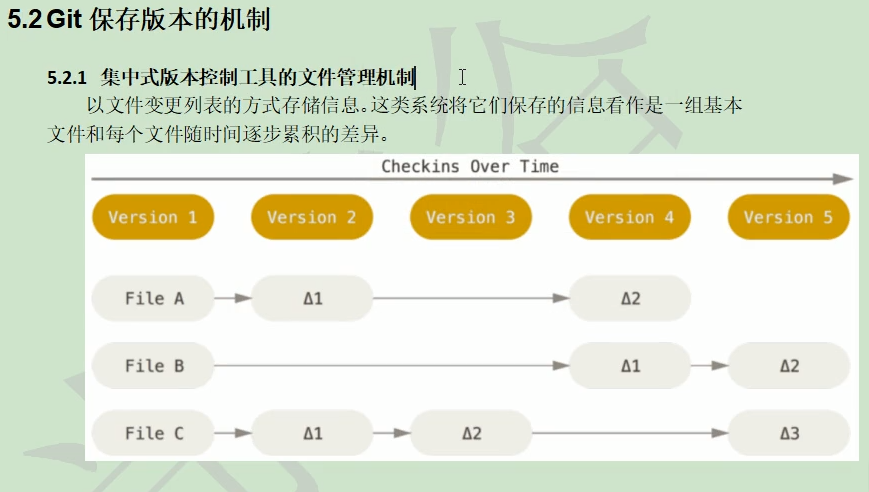 5.2 Git 保存版本的机制
5.2.1 集中式版本控制工具的文件管理机制
以文件变更列表的方式存储信息。这类系统将它们保存的信息看作是一组基本
文件和每个文件随时间逐步累积的差异。
Checkins Over Time
Version 1 Version 2 Version 3 Version 4 Version 5
File A Δ1 Δ2
File B Δ1 Δ2
File C Δ1 Δ2 Δ3